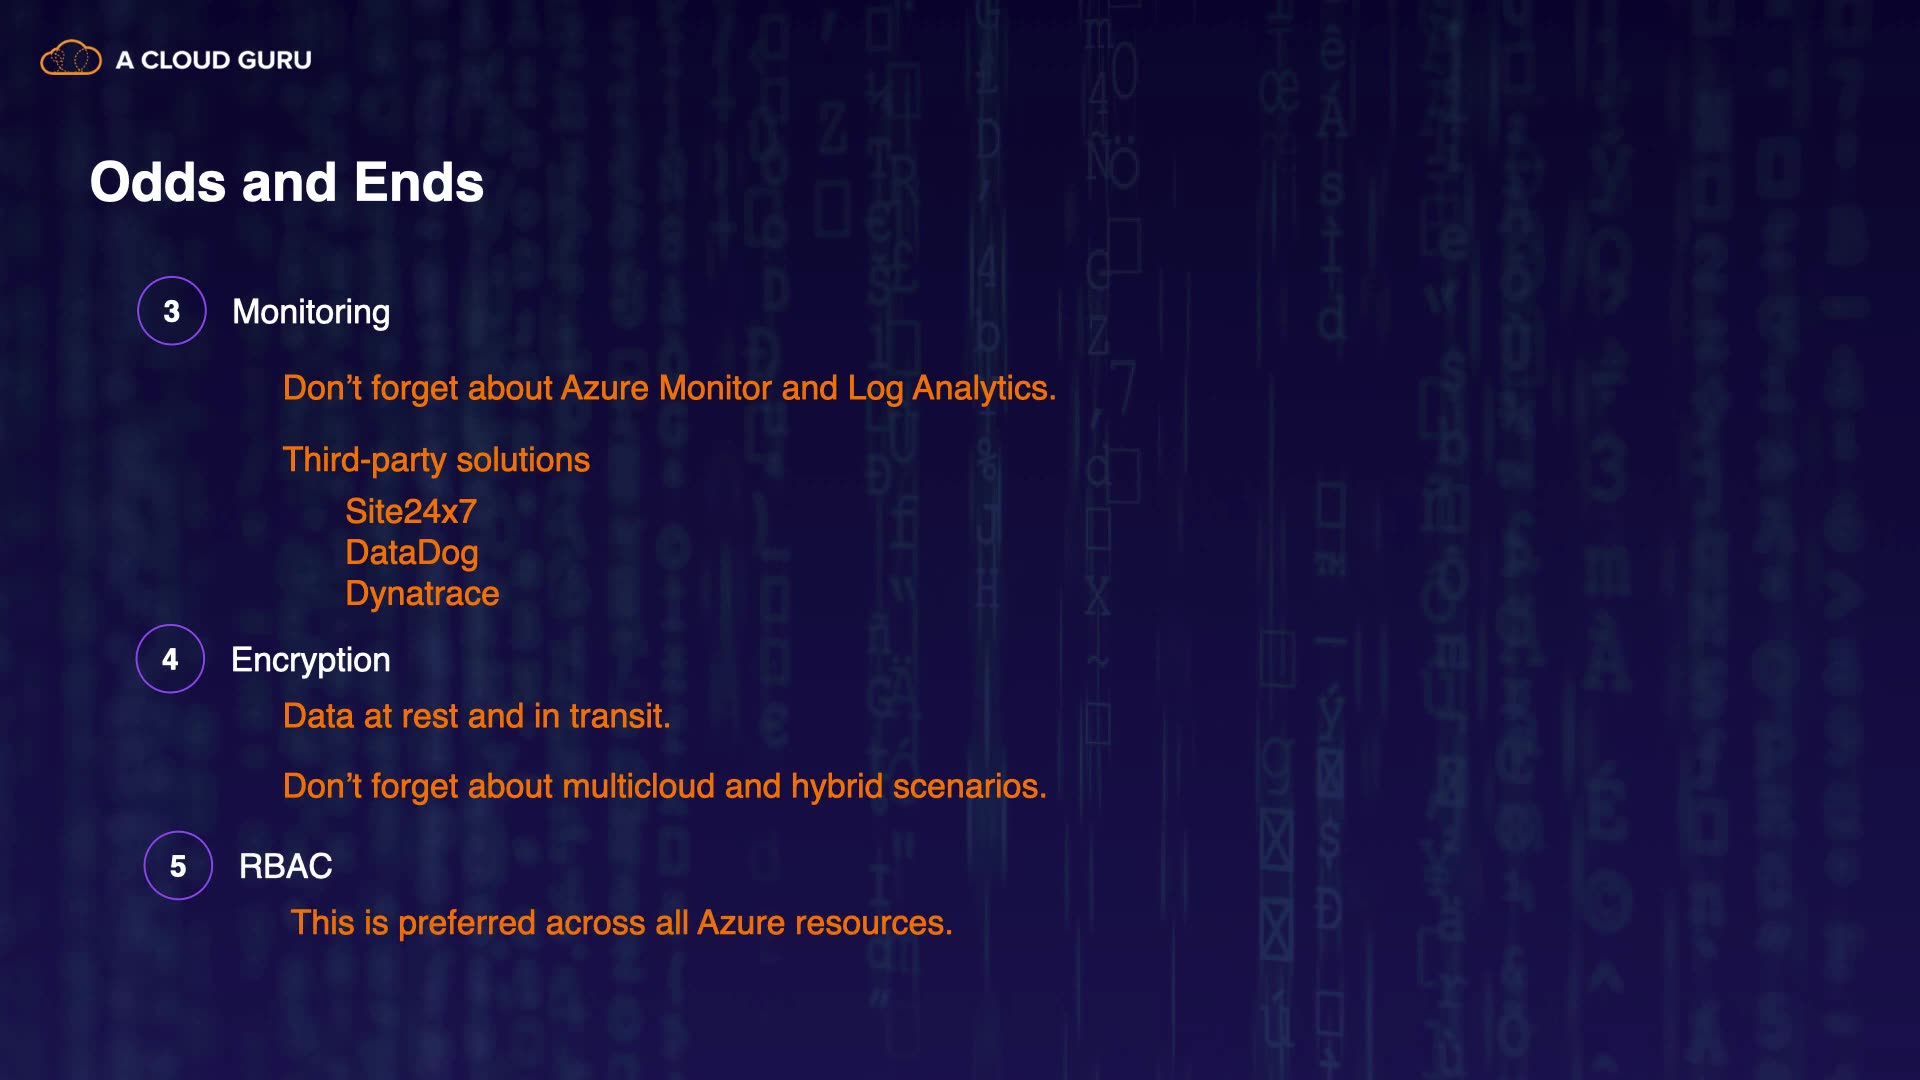 A CLOUD GURU
Odds and Ends
3 Monitoring
Don’t forget about Azure Monitor and Log Analytics.
Third-party solutions
Site24x7
DataDog
Dynatrace
4 Encryption
Data at rest and in transit.
Don’t forget about multicloud and hybrid scenarios.
5 RBAC
This is preferred across all Azure resources.